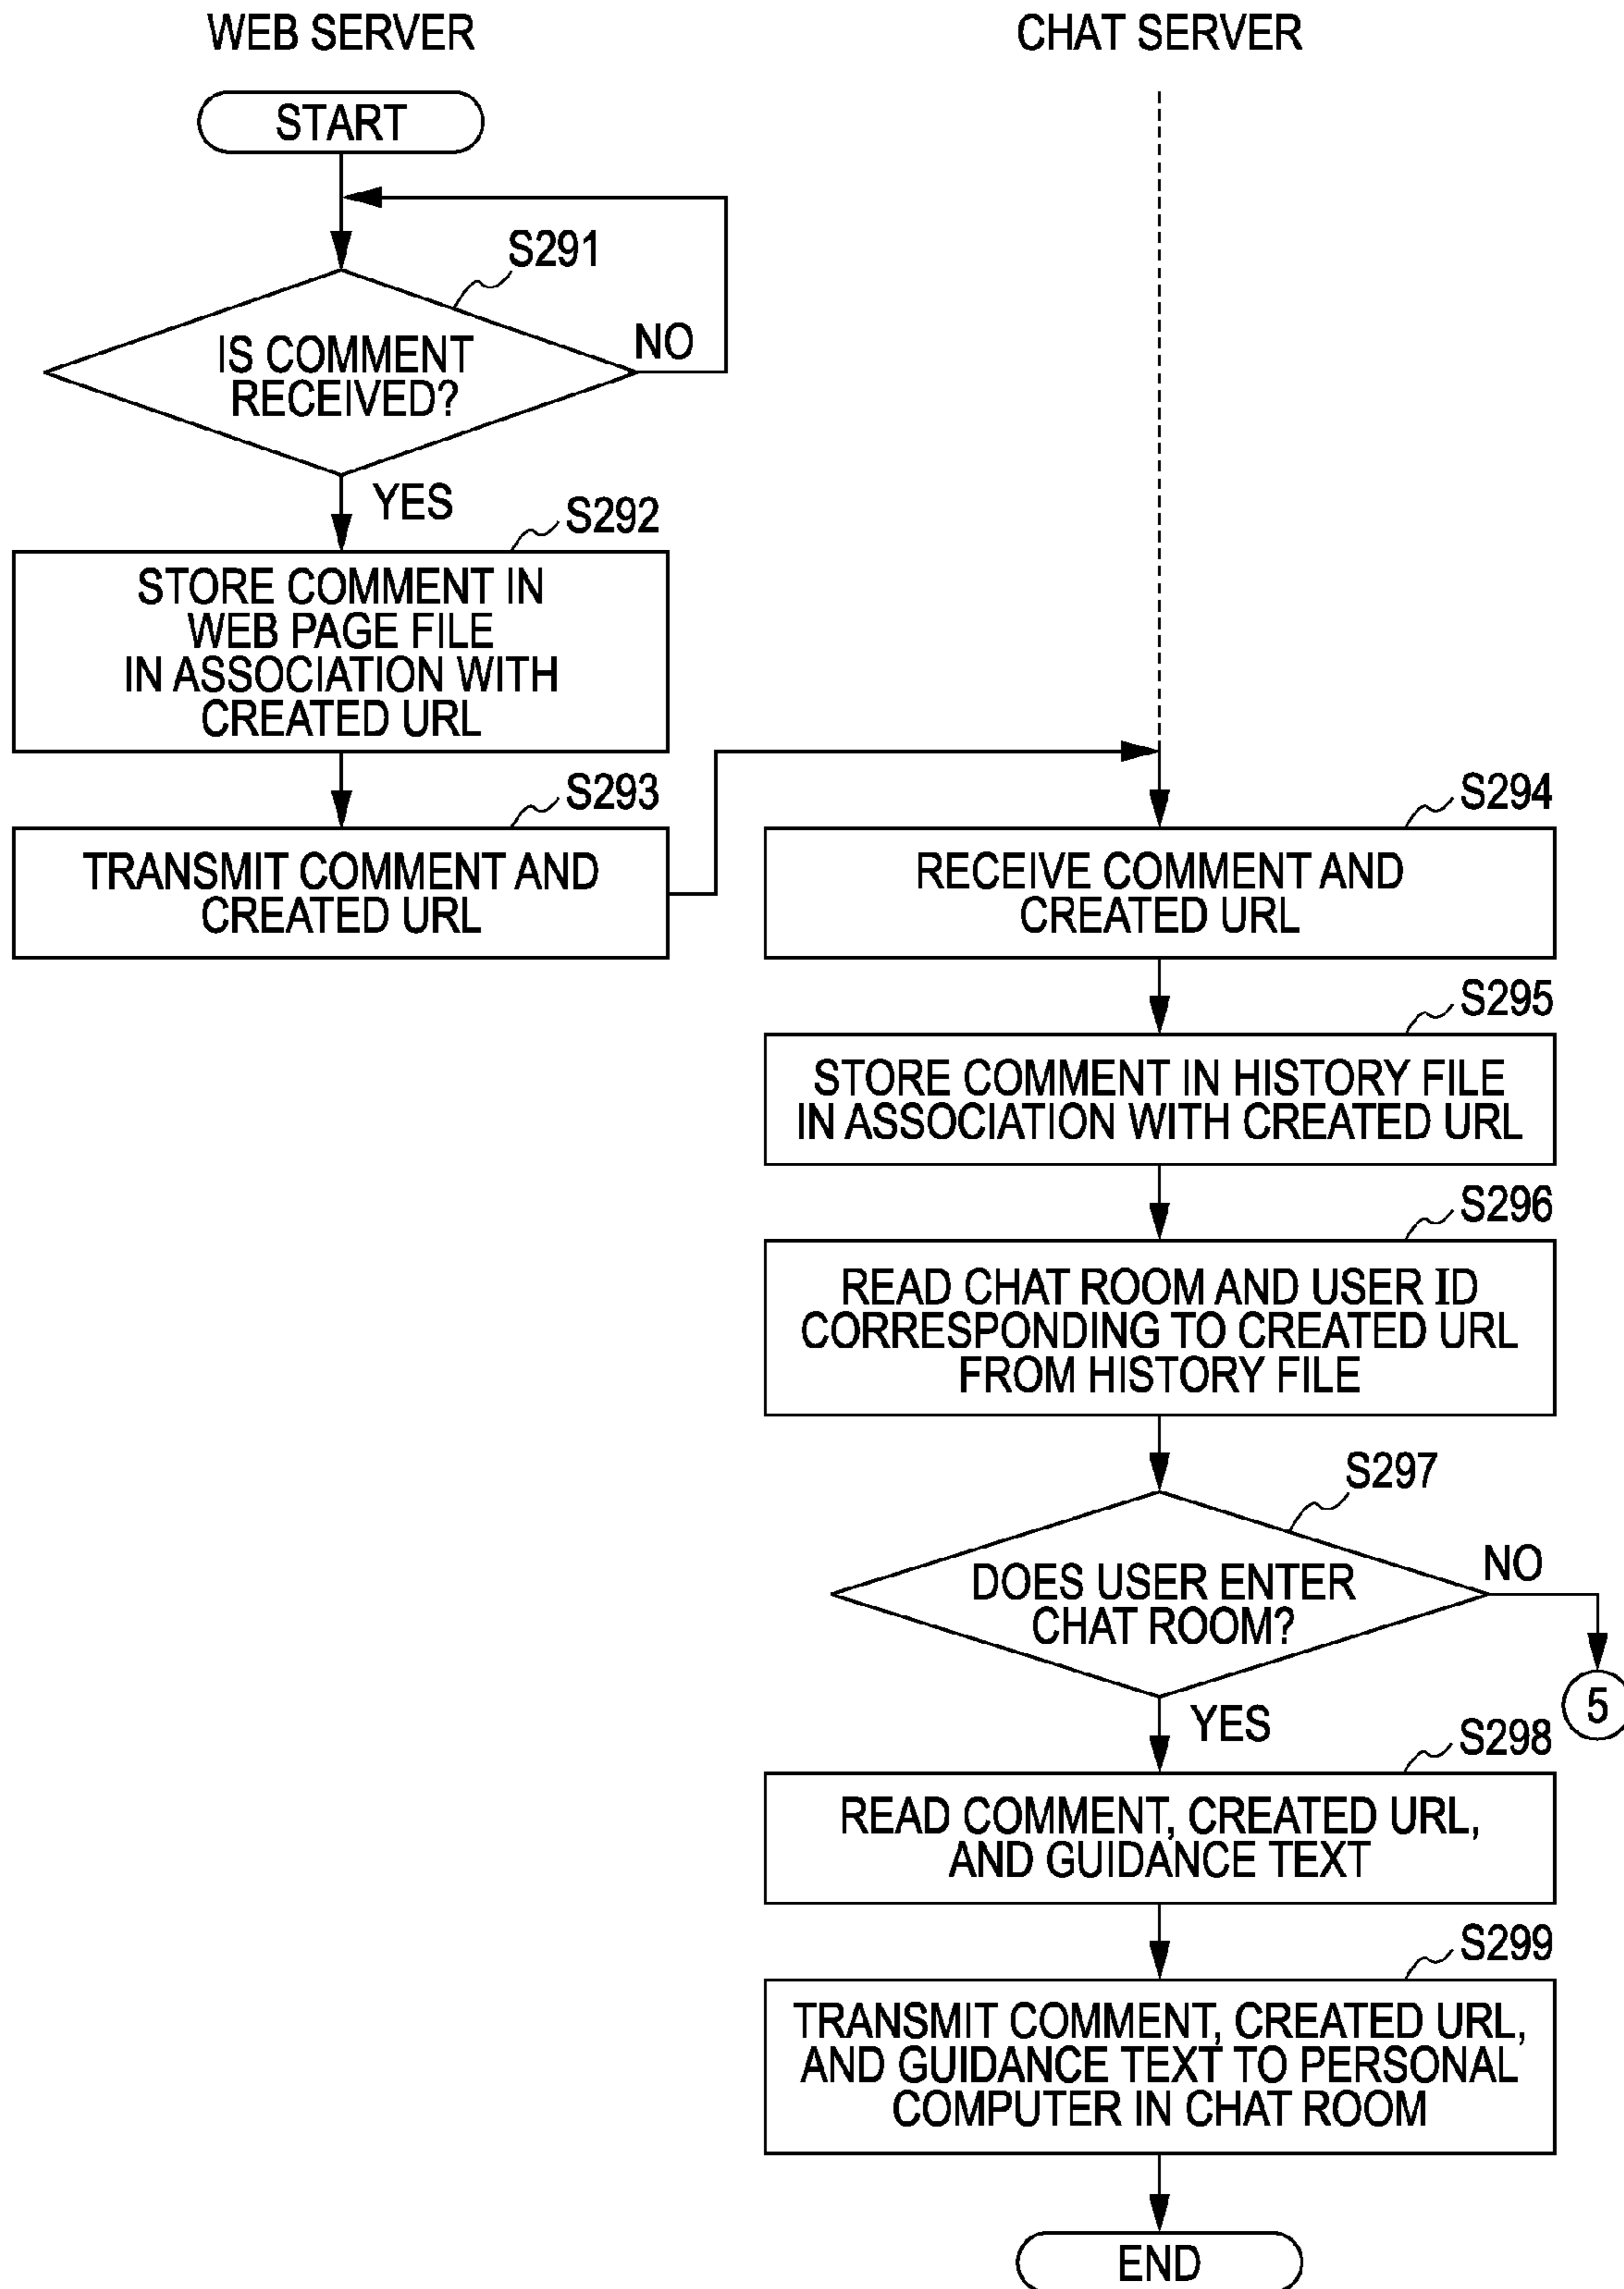 WEB SERVER
CHAT SERVER
START
S291
IS COMMENT
RECEIVED?
NO
YES
S292
STORE COMMENT IN
WEB PAGE FILE
IN ASSOCIATION WITH
CREATED URL
S293
TRANSMIT COMMENT AND
CREATED URL
S294
RECEIVE COMMENT AND
CREATED URL
S295
STORE COMMENT IN HISTORY FILE
IN ASSOCIATION WITH CREATED URL
S296
READ CHAT ROOM AND USER ID
CORRESPONDING TO CREATED URL
FROM HISTORY FILE
S297
DOES USER ENTER
CHAT ROOM?
NO
5
YES
S298
READ COMMENT, CREATED URL,
AND GUIDANCE TEXT
S299
TRANSMIT COMMENT, CREATED URL,
AND GUIDANCE TEXT TO PERSONAL
COMPUTER IN CHAT ROOM
END